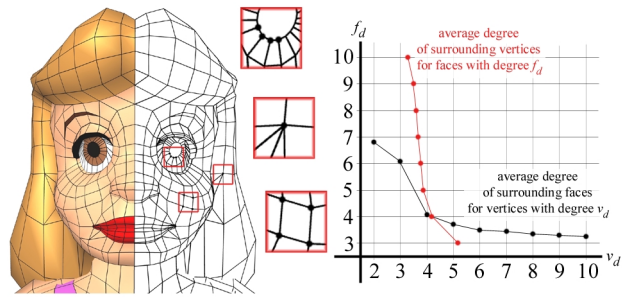 f_d
average degree
of surrounding vertices
for faces with degree f_d
10
9
8
7
6
5
4
3
average degree
of surrounding faces
for vertices with degree v_d
2 3 4 5 6 7 8 9 10
v_d